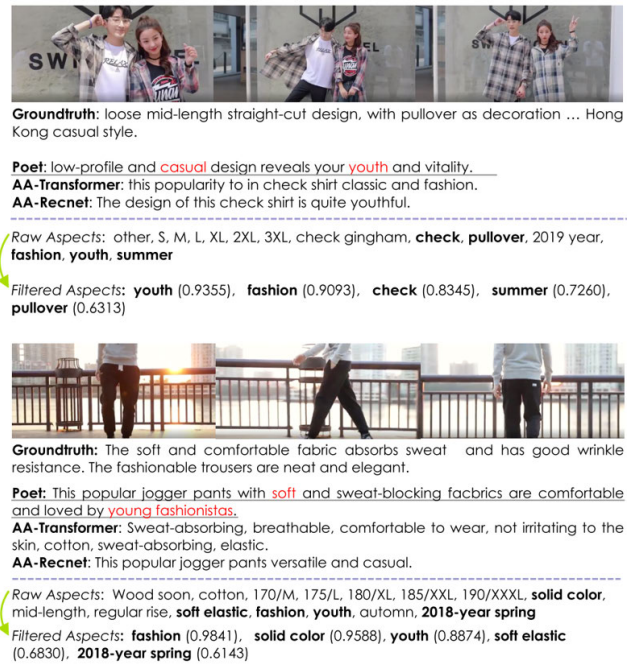 Groundtruth: loose mid-length straight-cut design, with pullover as decoration ... Hong
Kong casual style.
Poet: low-profile and casual design reveals your youth and vitality.
AA-Transformer: this popularity to in check shirt classic and fashion.
AA-Recnet: The design of this check shirt is quite youthful.
Raw Aspects: other, S, M, L, XL, 2XL, 3XL, check gingham, check, pullover, 2019 year,
fashion, youth, summer
Filtered Aspects: youth (0.9355), fashion (0.9093), check (0.8345), summer (0.7260),
pullover (0.6313)
Groundtruth: The soft and comfortable fabric absorbs sweat and has good wrinkle
resistance. The fashionable trousers are neat and elegant.
Poet: This popular jogger pants with soft and sweat-blocking facbrics are comfortable
and loved by young fashionistas.
AA-Transformer: Sweat-absorbing, breathable, comfortable to wear, not irritating to the
skin, cotton, sweat-absorbing, elastic.
AA-Recnet: This popular jogger pants versatile and casual.
Raw Aspects: Wood soon, cotton, 170/M, 175/L, 180/XL, 185/XXL, 190/XXXL, solid color,
mid-length, regular rise, soft elastic, fashion, youth, automn, 2018-year spring
Filtered Aspects: fashion (0.9841), solid color (0.9588), youth (0.8874), soft elastic
(0.6830), 2018-year spring (0.6143)